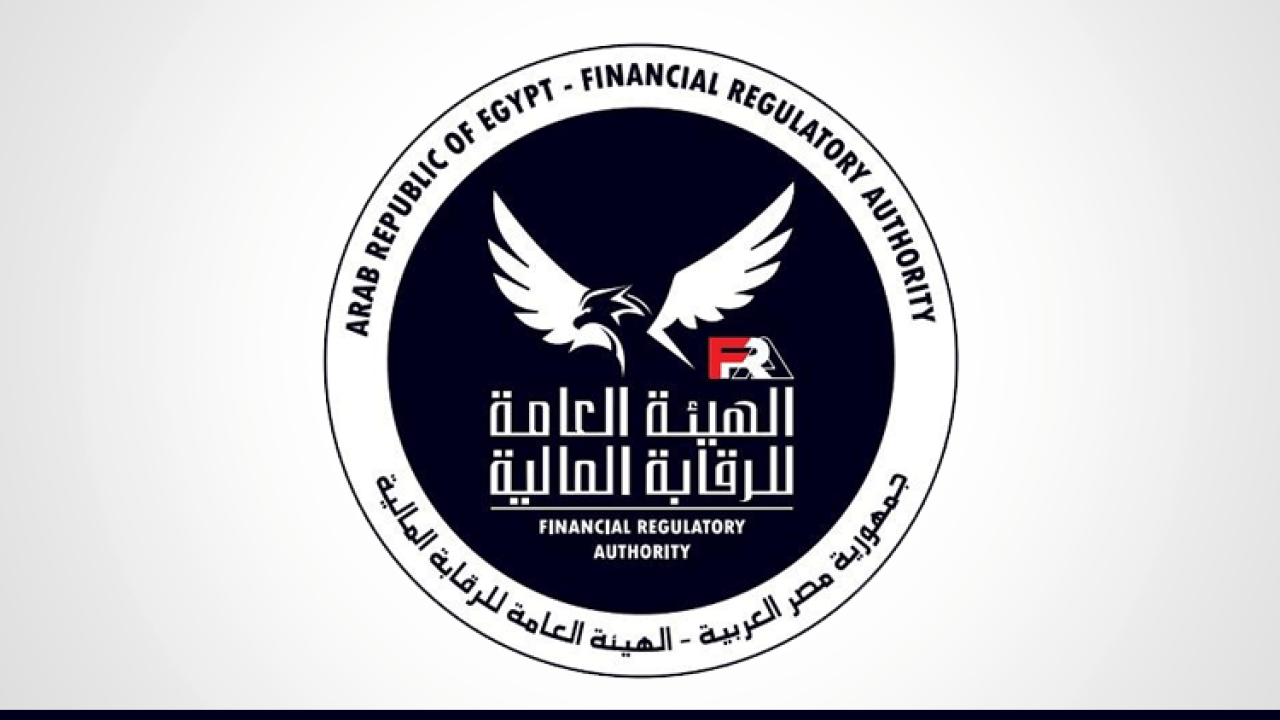 ARAB REPUBLIC OF EGYPT - FINANCIAL REGULATORY AUTHORITY
FRA
الهيئة العامة
للرقابة المالية
FINANCIAL REGULATORY
AUTHORITY
جمهورية مصر العربية - الهيئة العامة للرقابة المالية